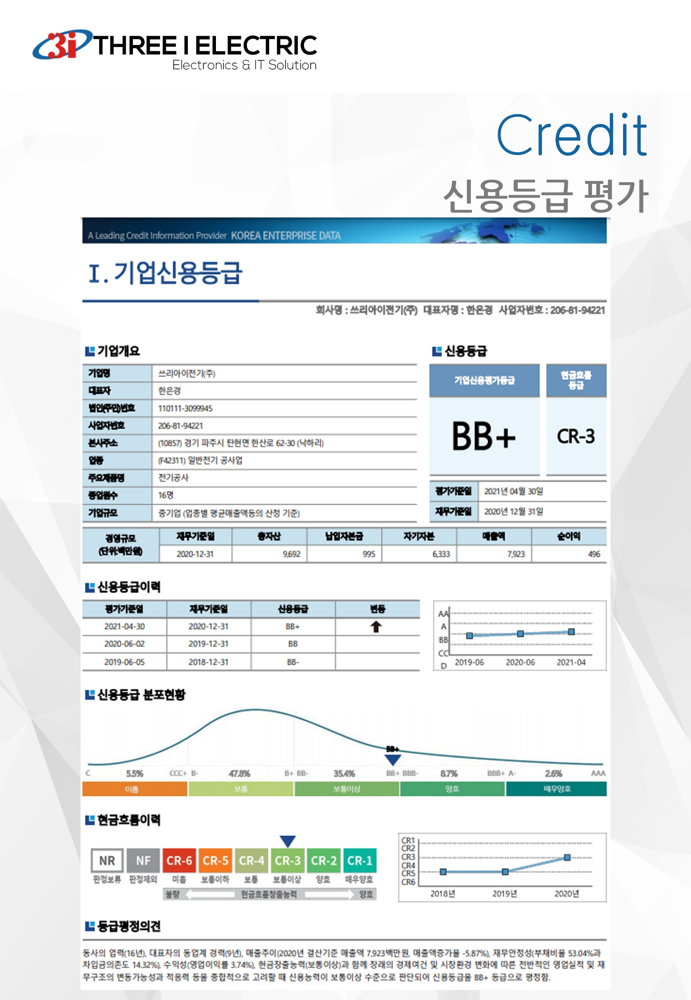 3i THREE I ELECTRIC
Electronics & IT Solution
Credit
신용등급 평가
A Leading Credit Information Provider KOREA ENTERPRISE DATA
I. 기업신용등급
회사명 : 쓰리아이전기(주) 대표자명 : 한은경 사업자번호 : 206-81-94221
기업개요
기업명 쓰리아이전기(주)
대표자 한은경
법인(주민)번호 110111-3099945
사업자번호 206-81-94221
본사주소 (10857) 경기 파주시 탄현면 한산로 62-30 (낙하리)
업종 (F42311) 일반전기 공사업
주요제품명 전기공사
종업원수 16명
기업규모 중기업 (업종별 평균매출액등의 산정 기준)
신용등급
기업신용평가등급 현금흐름 등급
BB+ CR-3
평가기준일 2021년 04월 30일
재무기준일 2020년 12월 31일
경영규모 (단위:백만원) 재무기준일 총자산 납입자본금 자기자본 매출액 순이익
2020-12-31 9,692 995 6,333 7,923 496
신용등급이력
평가기준일 재무기준일 신용등급 변동
2021-04-30 2020-12-31 BB+
2020-06-02 2019-12-31 BB
2019-06-05 2018-12-31 BB-
AA
A
BB
CC
D
2019-06 2020-06 2021-04
신용등급 분포현황
BB+
C 5.5% CCC+ B- 47.8% B+ BB- 35.4% BB+ BBB- 8.7% BBB+ A- 2.6% AAA
미흡 보통 보통이상 양호 매우양호
현금흐름이력
NR NF CR-6 CR-5 CR-4 CR-3 CR-2 CR-1
판정보류 판정제외 미흡 보통이하 보통 보통이상 양호 매우양호
불량 현금흐름창출능력 양호
CR1
CR2
CR3
CR4
CR5
CR6
2018년 2019년 2020년
등급평정의견
동사의 업력(16년), 대표자의 동업계 경력(9년), 매출추이(2020년 결산기준 매출액 7,923백만원, 매출액증가율 -5.87%), 재무안정성(부채비율 53.04%과
차입금의존도 14.32%), 수익성(영업이익률 3.74%), 현금창출능력(보통이상)과 함께 장래의 경제여건 및 시장환경 변화에 따른 전반적인 영업실적 및 재
무구조의 변동가능성과 적응력 등을 종합적으로 고려할 때 신용능력이 보통이상 수준으로 판단되어 신용등급을 BB+ 등급으로 평정함.